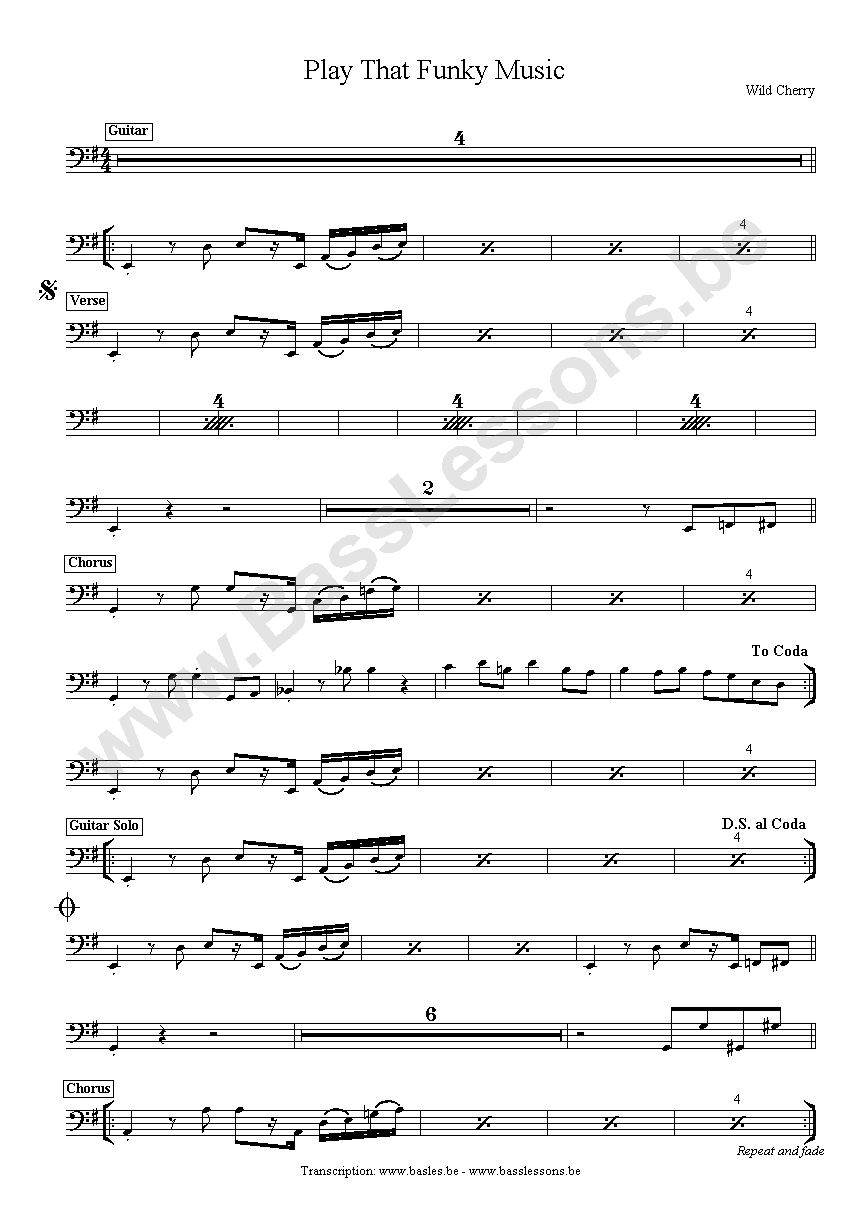 Play That Funky Music
Wild Cherry
Guitar
4
4
4
4
Verse
4
4
4
4
2
Chorus
4
To Coda
4
Guitar Solo
D.S. al Coda
4
6
Chorus
4
Repeat and fade
Transcription: www.basles.be - www.basslessons.be
www.BassLessons.be